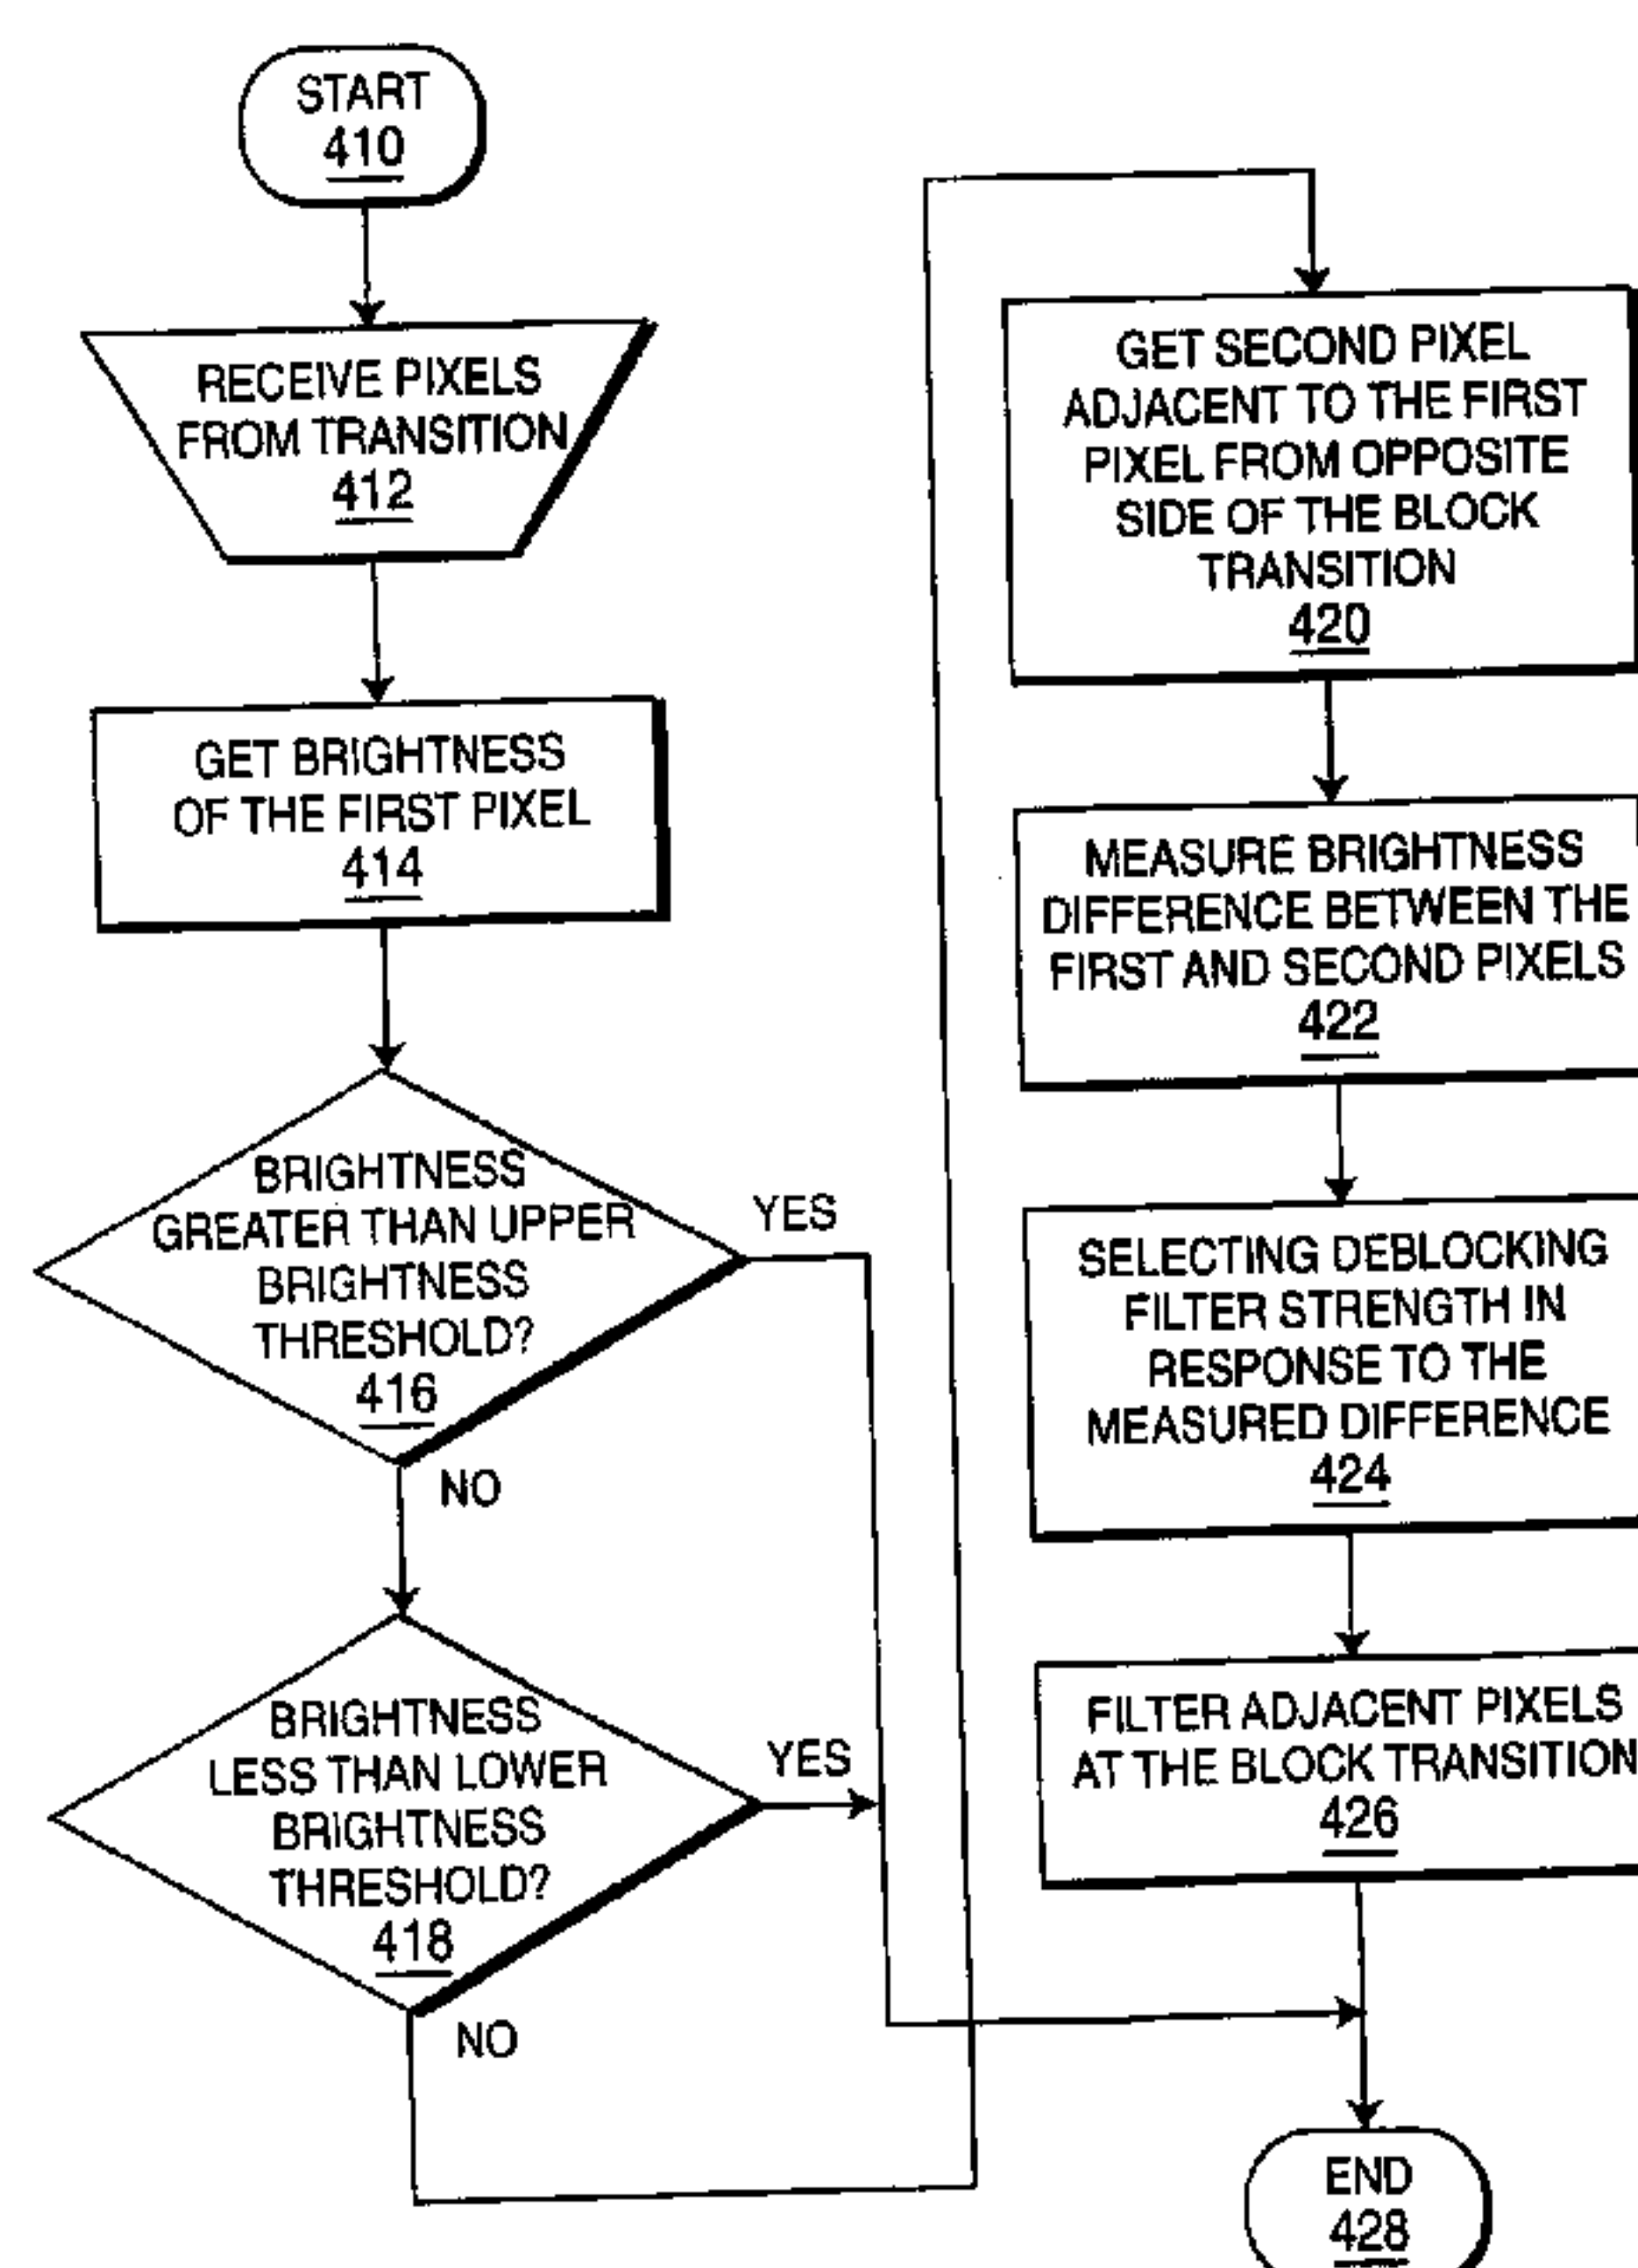 START
410
RECEIVE PIXELS
FROM TRANSITION
412
GET BRIGHTNESS
OF THE FIRST PIXEL
414
BRIGHTNESS
GREATER THAN UPPER
BRIGHTNESS
THRESHOLD?
416
YES
NO
BRIGHTNESS
LESS THAN LOWER
BRIGHTNESS
THRESHOLD?
418
YES
NO
GET SECOND PIXEL
ADJACENT TO THE FIRST
PIXEL FROM OPPOSITE
SIDE OF THE BLOCK
TRANSITION
420
MEASURE BRIGHTNESS
DIFFERENCE BETWEEN THE
FIRST AND SECOND PIXELS
422
SELECTING DEBLOCKING
FILTER STRENGTH IN
RESPONSE TO THE
MEASURED DIFFERENCE
424
FILTER ADJACENT PIXELS
AT THE BLOCK TRANSITION
426
END
428